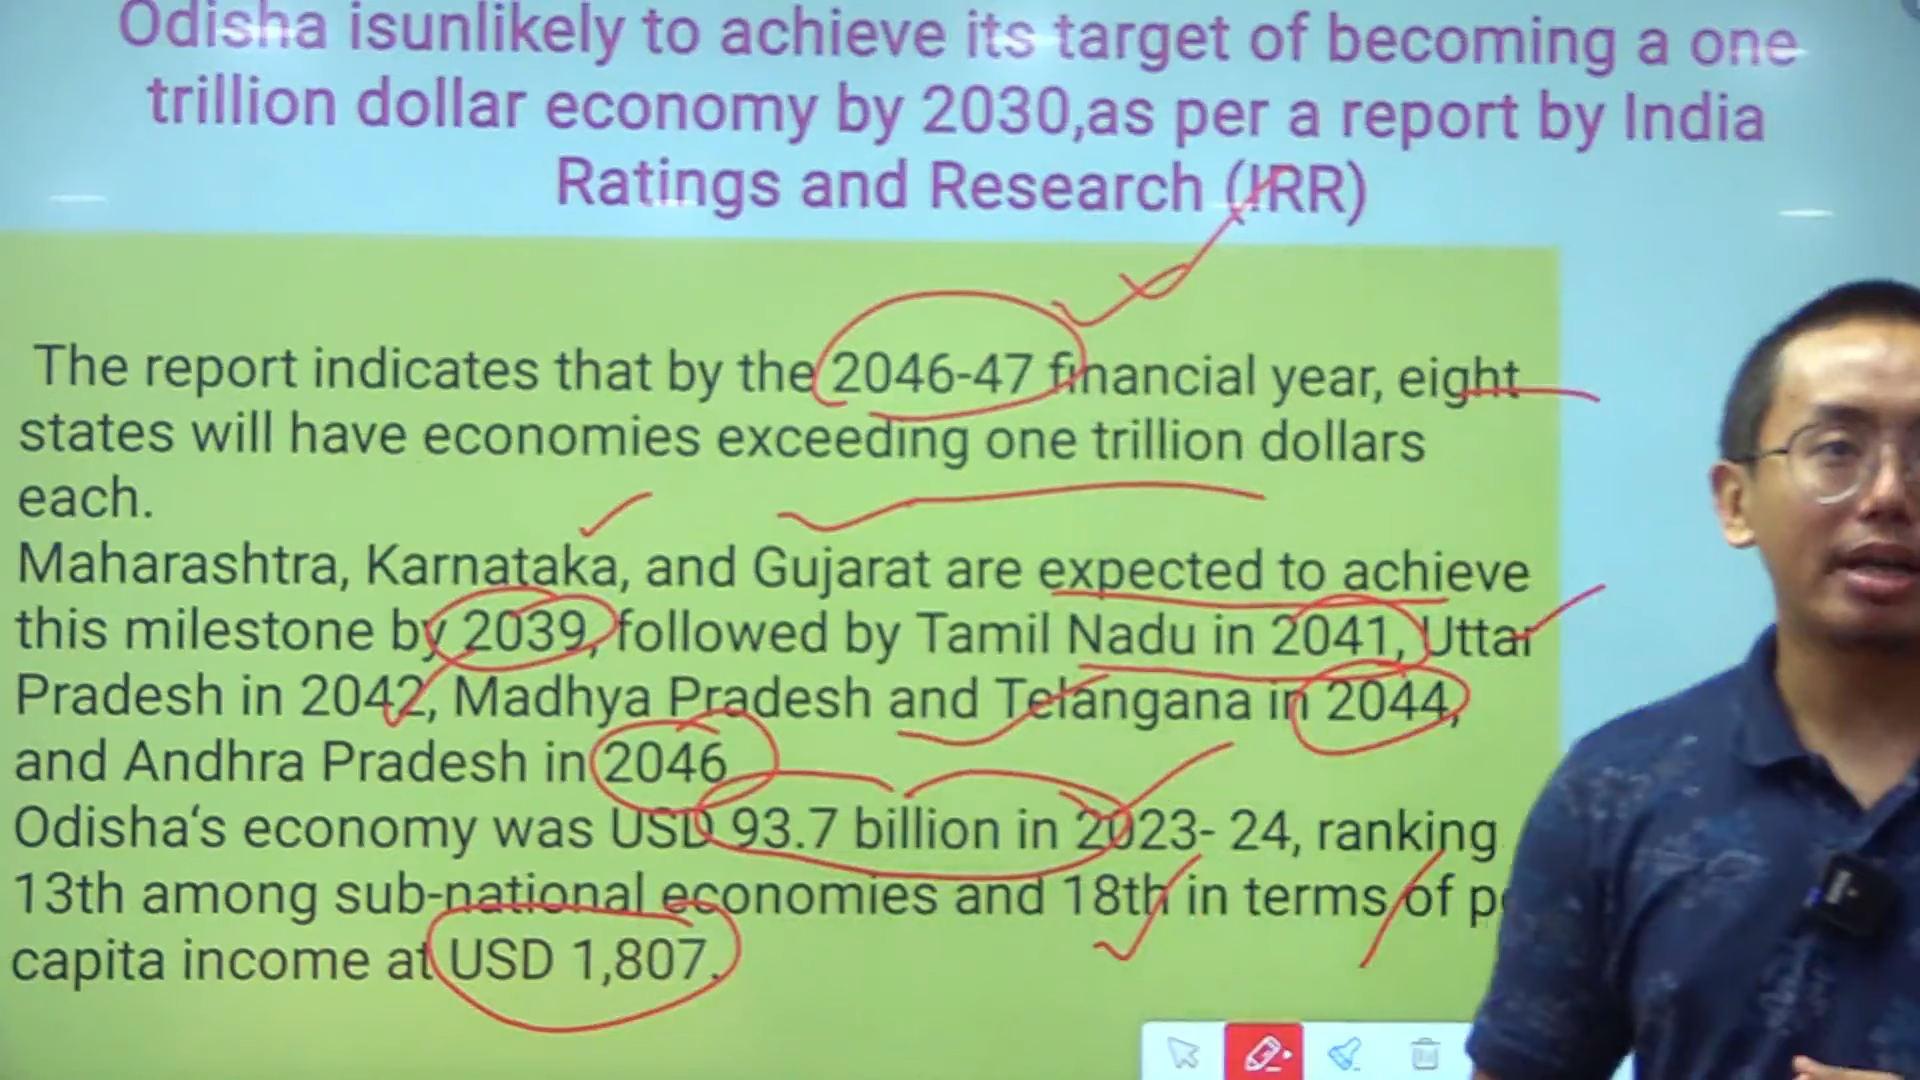 Odisha isunlikely to achieve its target of becoming a one
trillion dollar economy by 2030,as per a report by India
Ratings and Research (IRR)
The report indicates that by the 2046-47 financial year, eight
states will have economies exceeding one trillion dollars
each.
Maharashtra, Karnataka, and Gujarat are expected to achieve
this milestone by 2039, followed by Tamil Nadu in 2041, Uttar
Pradesh in 2042, Madhya Pradesh and Telangana in 2044,
and Andhra Pradesh in 2046
Odisha‘s economy was USD 93.7 billion in 2023- 24, ranking
13th among sub-national economies and 18th in terms of
capita income at USD 1,807.